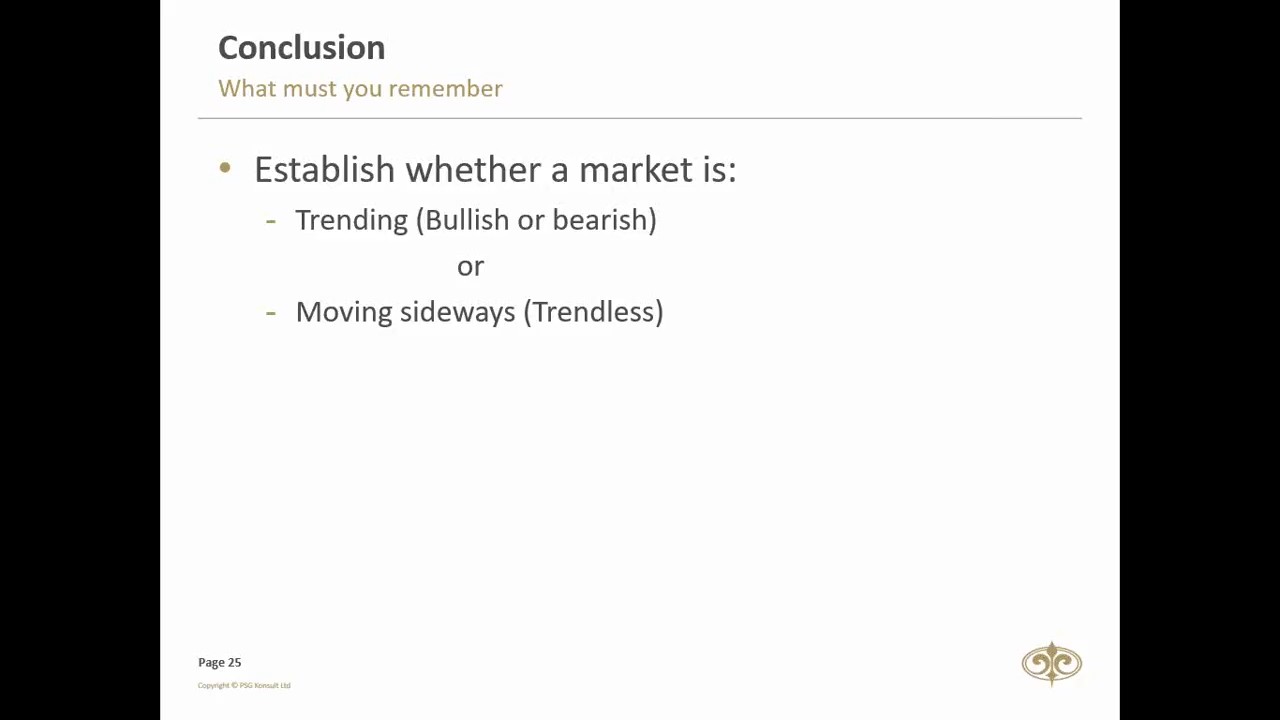 Conclusion
What must you remember
• Establish whether a market is:
- Trending (Bullish or bearish)
or
- Moving sideways (Trendless)
Page 25
Copyright © PSG Konsult Ltd